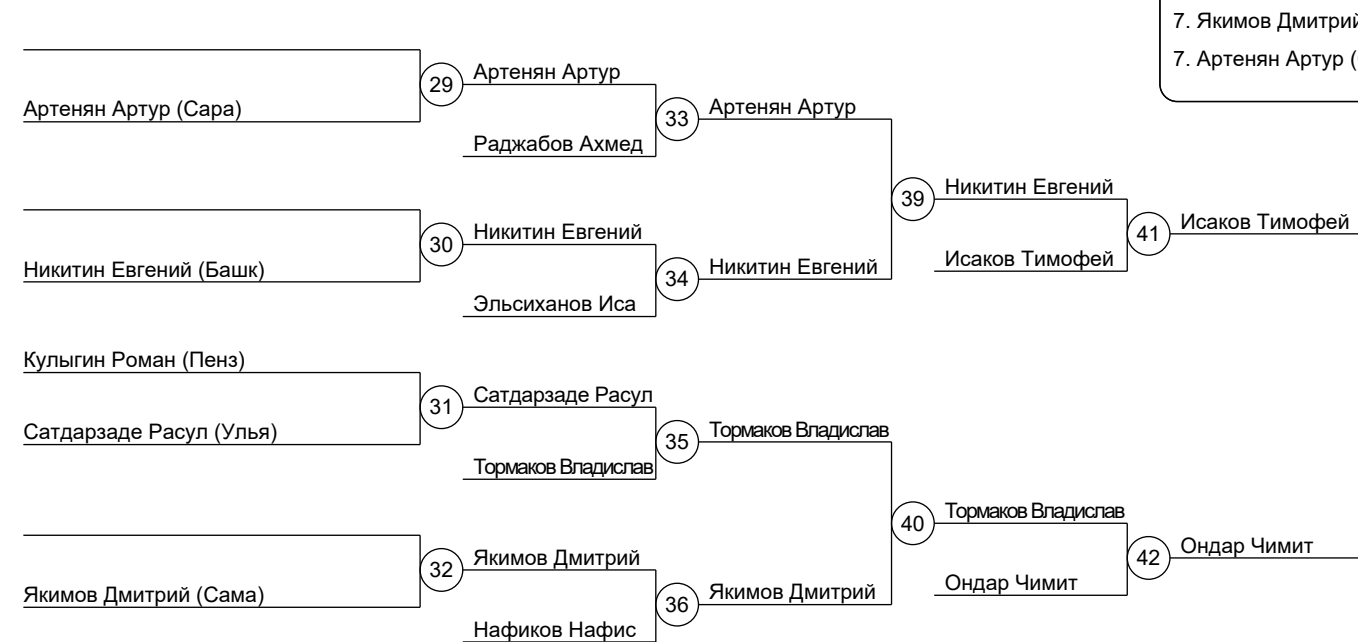 7. Якимов Дмитрий
7. Артенян Артур (
Артенян Артур (Сара)
29
Артенян Артур
Раджабов Ахмед
33
Артенян Артур
Никитин Евгений (Башк)
30
Никитин Евгений
Эльсиханов Иса
34
Никитин Евгений
39
Никитин Евгений
Исаков Тимофей
41
Исаков Тимофей
Кулыгин Роман (Пенз)
Сатдарзаде Расул (Улья)
31
Сатдарзаде Расул
Тормаков Владислав
35
Тормаков Владислав
Якимов Дмитрий (Сама)
32
Якимов Дмитрий
Нафиков Нафис
36
Якимов Дмитрий
40
Тормаков Владислав
Ондар Чимит
42
Ондар Чимит